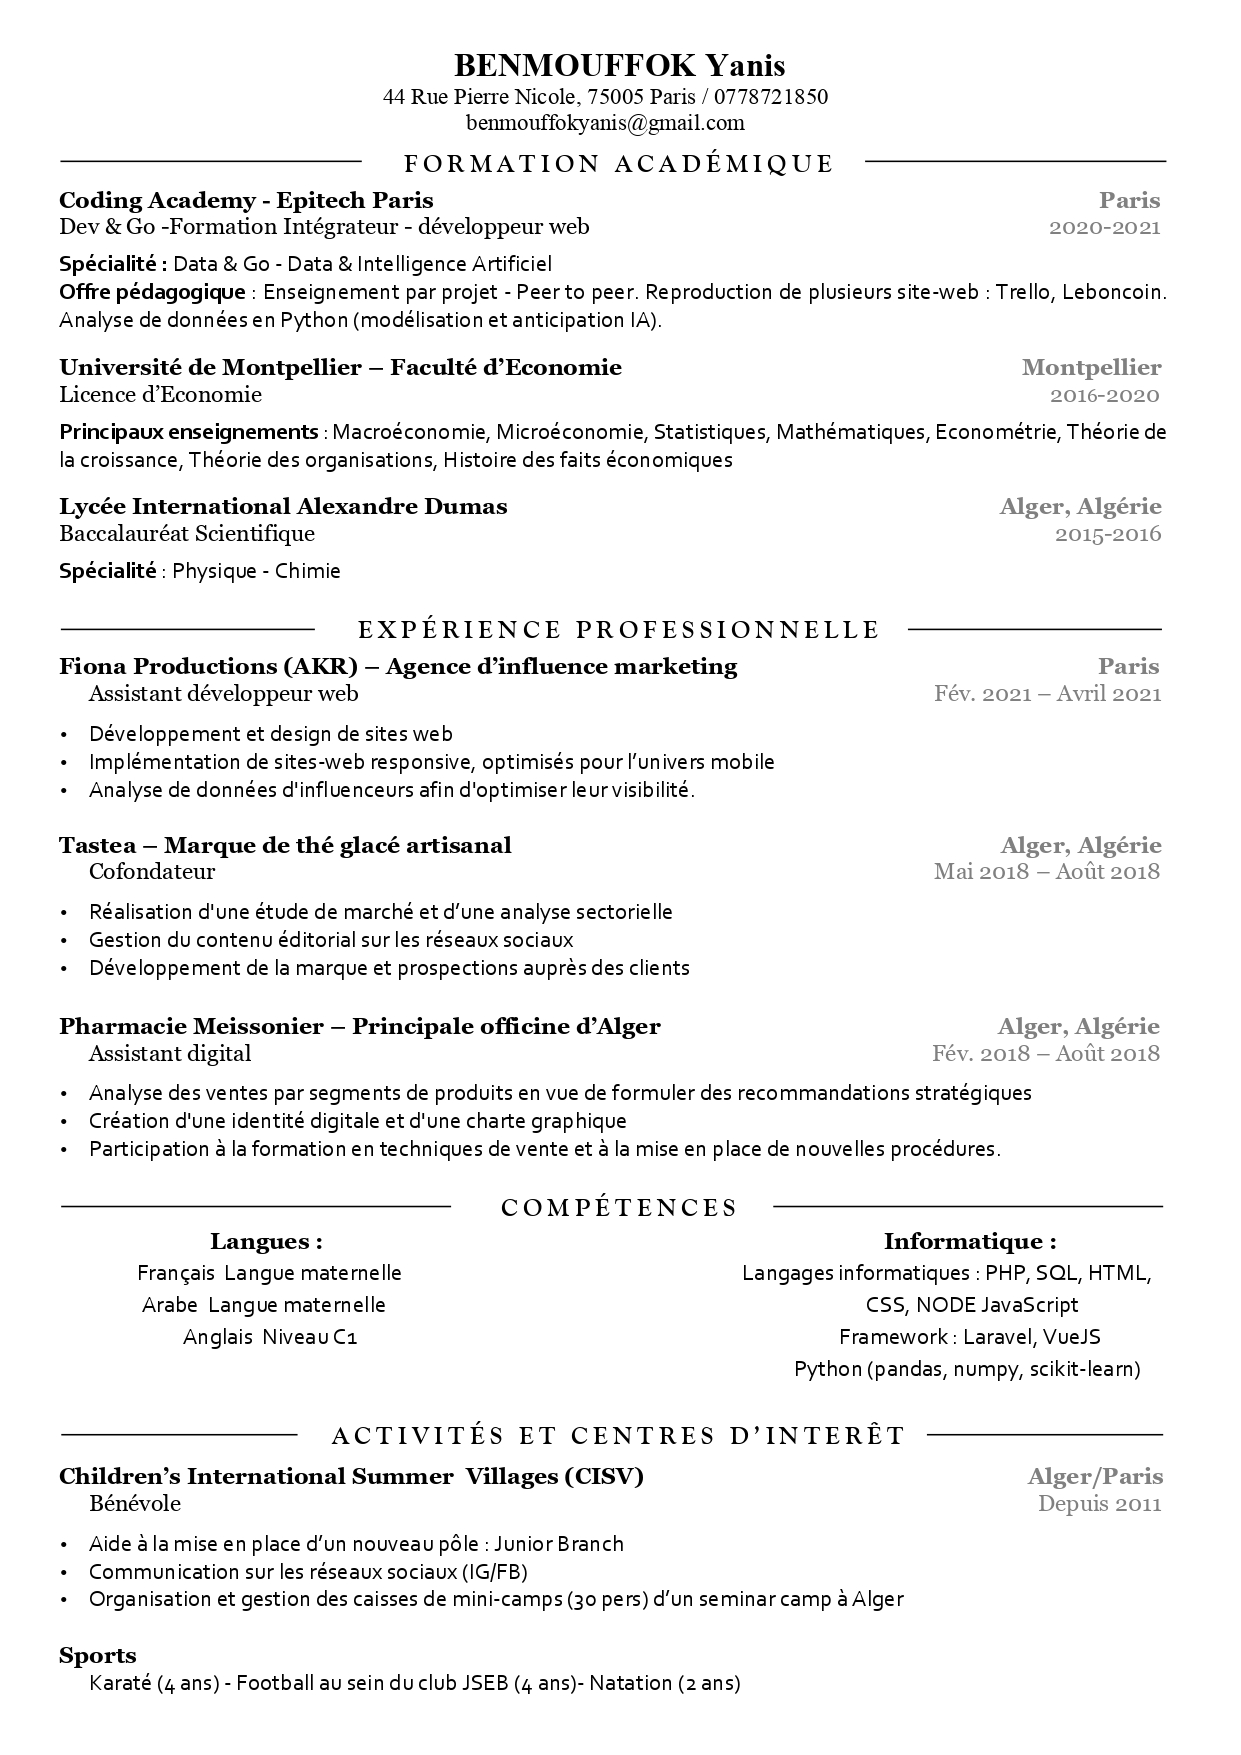 BENMOUFFOK Yanis
44 Rue Pierre Nicole, 75005 Paris / 0778721850
benmouffokyanis@gmail.com
FORMATION ACADÉMIQUE
Coding Academy - Epitech Paris Paris
Dev & Go -Formation Intégrateur - développeur web 2020-2021
Spécialité : Data & Go - Data & Intelligence Artificiel
Offre pédagogique : Enseignement par projet - Peer to peer. Reproduction de plusieurs site-web : Trello, Leboncoin.
Analyse de données en Python (modélisation et anticipation IA).
Université de Montpellier – Faculté d’Economie Montpellier
Licence d’Economie 2016-2020
Principaux enseignements : Macroéconomie, Microéconomie, Statistiques, Mathématiques, Econométrie, Théorie de
la croissance, Théorie des organisations, Histoire des faits économiques
Lycée International Alexandre Dumas Alger, Algérie
Baccalauréat Scientifique 2015-2016
Spécialité : Physique - Chimie
EXPÉRIENCE PROFESSIONNELLE
Fiona Productions (AKR) – Agence d’influence marketing Paris
Assistant développeur web Fév. 2021 – Avril 2021
• Développement et design de sites web
• Implémentation de sites-web responsive, optimisés pour l’univers mobile
• Analyse de données d'influenceurs afin d'optimiser leur visibilité.
Tastea – Marque de thé glacé artisanal Alger, Algérie
Cofondateur Mai 2018 – Août 2018
• Réalisation d'une étude de marché et d’une analyse sectorielle
• Gestion du contenu éditorial sur les réseaux sociaux
• Développement de la marque et prospections auprès des clients
Pharmacie Meissonier – Principale officine d’Alger Alger, Algérie
Assistant digital Fév. 2018 – Août 2018
• Analyse des ventes par segments de produits en vue de formuler des recommandations stratégiques
• Création d'une identité digitale et d'une charte graphique
• Participation à la formation en techniques de vente et à la mise en place de nouvelles procédures.
COMPÉTENCES
Langues :
Français Langue maternelle
Arabe Langue maternelle
Anglais Niveau C1
Informatique :
Langages informatiques : PHP, SQL, HTML,
CSS, NODE JavaScript
Framework : Laravel, VueJS
Python (pandas, numpy, scikit-learn)
ACTIVITÉS ET CENTRES D’INTERÊT
Children’s International Summer Villages (CISV) Alger/Paris
Bénévole Depuis 2011
• Aide à la mise en place d’un nouveau pôle : Junior Branch
• Communication sur les réseaux sociaux (IG/FB)
• Organisation et gestion des caisses de mini-camps (30 pers) d’un seminar camp à Alger
Sports
Karaté (4 ans) - Football au sein du club JSEB (4 ans)- Natation (2 ans)